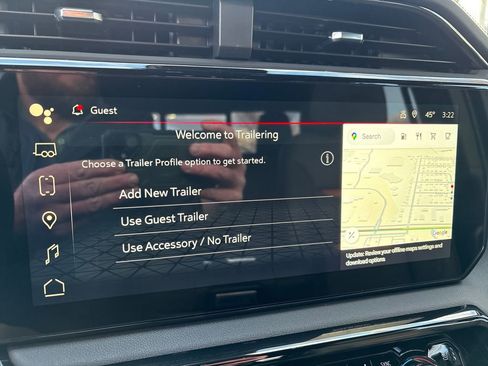 Guest
45° 3:22
Welcome to Trailering
Search
Choose a Trailer Profile option to get started.
Add New Trailer
Use Guest Trailer
Use Accessory / No Trailer
Google
Update: Review your offline maps settings and
download options
SYNC